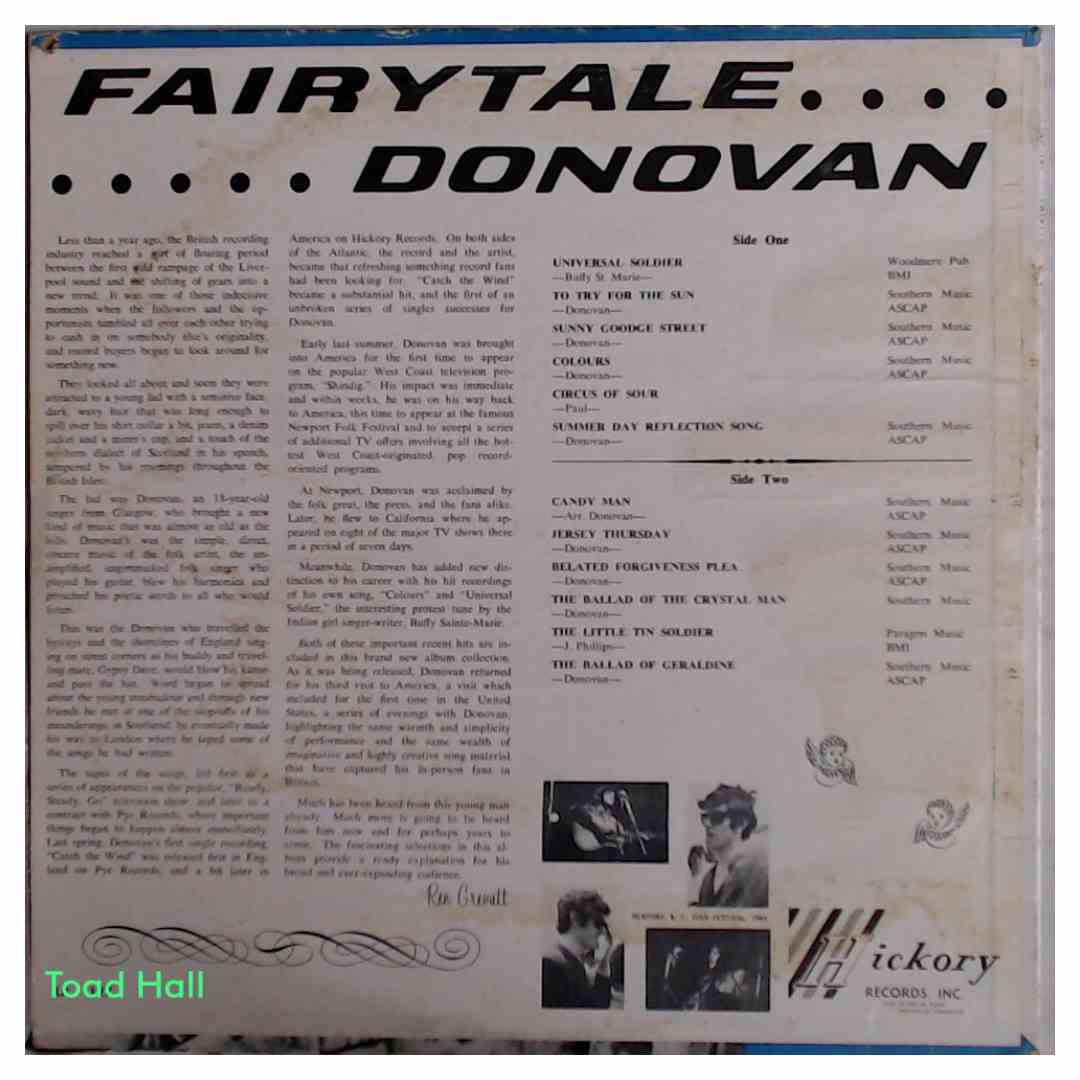 FAIRYTALE. . . .
. . . . . DONOVAN
Less than a year ago, the British recording
industry reached a sort of flearing period
between the first wild rampage of the Liver-
pool sound and the shifting of gears into a
new trend. It was one of those indecisive
moments when the followers and the op-
portunists tumbled all over each other trying
to cash in on somebody else's originality,
and record buyers began to look around for
something new.
They looked all about and soon they were
attracted to a young lad with a sensitive face,
dark, wavy hair that was long enough to
spill over his shirt collar a bit, jeans, a denim
jacket and a miner's cap, and a touch of the
northern dialect of Scotland in his speech,
tempered by his roamings throughout the
British Isles.
The lad was Donovan, an 18-year-old
singer from Glasgow, who brought a new
kind of music that was almost as old as the
hills. Donovan's was the simple, direct,
sincere music of the folk artist, the un-
amplified, ungimmicked folk singer who
played his guitar, blew his harmonica and
preached his poetic words to all who would
listen.
This was the Donovan who travelled the
byways and the shorelines of England sing-
ing on street corners as his buddy and travel-
ing mate, Gypsy Dave, would blow his kazoo
and pass the hat. Word began to spread
about the young troubadour and through new
friends he met at one of the stopoffs of his
meanderings, in Southend, he eventually made
his way to London where he taped some of
the songs he had written.
The signs of the songs, led first to a
series of appearances on the popular, "Ready,
Steady, Go" television show, and later to a
contract with Pye Records, where important
things began to happen almost immediately.
Last spring, Donovan's first single recording,
"Catch the Wind" was released first in Eng-
land on Pye Records, and a bit later in
America on Hickory Records. On both sides
of the Atlantic, the record and the artist,
became that refreshing something record fans
had been looking for. "Catch the Wind"
became a substantial hit, and the first of an
unbroken series of singles successes for
Donovan.
Early last summer, Donovan was brought
into America for the first time to appear
on the popular West Coast television pro-
gram, "Shindig." His impact was immediate
and within weeks, he was on his way back
to America, this time to appear at the famous
Newport Folk Festival and to accept a series
of additional TV offers involving all the hot-
test West Coast-originated, pop record-
oriented programs.
At Newport, Donovan was acclaimed by
the folk great, the press, and the fans alike.
Later, he flew to California where he ap-
peared on eight of the major TV shows there
in a period of seven days.
Meanwhile, Donovan has added new dis-
tinction to his career with his hit recordings
of his own song, "Colours" and "Universal
Soldier," the interesting protest tune by the
Indian girl singer-writer, Buffy Sainte-Marie.
Both of these important recent hits are in-
cluded in this brand new album collection.
As it was being released, Donovan returned
for his third visit to America, a visit which
included for the first time in the United
States, a series of evenings with Donovan,
highlighting the same warmth and simplicity
of performance and the same wealth of
imaginative and highly creative song material
that have captured his in-person fans in
Britain.
Much has been heard from this young man
already. Much more is going to be heard
from him now and for perhaps years to
come. The fascinating selections in this al-
bum provide a ready explanation for his
broad and ever-expanding audience.
Ren Grevatt
Side One
UNIVERSAL SOLDIER Woodmere Pub.
—Buffy St. Marie— BMI
TO TRY FOR THE SUN Southern Music
—Donovan— ASCAP
SUNNY GOODGE STREET Southern Music
—Donovan— ASCAP
COLOURS Southern Music
—Donovan— ASCAP
CIRCUS OF SOUR
—Paul—
SUMMER DAY REFLECTION SONG Southern Music
—Donovan— ASCAP
Side Two
CANDY MAN Southern Music
—Arr. Donovan— ASCAP
JERSEY THURSDAY Southern Music
—Donovan— ASCAP
BELATED FORGIVENESS PLEA Southern Music
—Donovan— ASCAP
THE BALLAD OF THE CRYSTAL MAN Southern Music
—Donovan—
THE LITTLE TIN SOLDIER Paragon Music
—J. Phillips— BMI
THE BALLAD OF GERALDINE Southern Music
—Donovan— ASCAP
NEWPORT, R. I., FOLK FESTIVAL, 1965
Hickory
RECORDS, INC.
Toad Hall